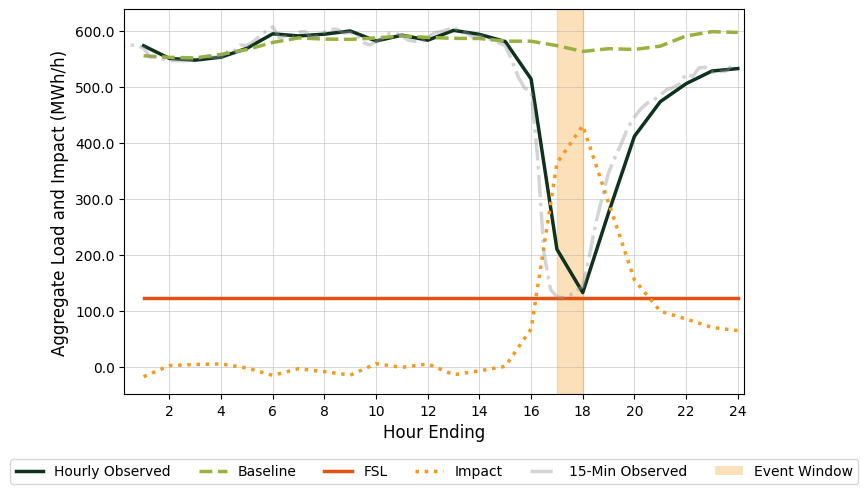 Aggregate Load and Impact (MWh/h)
600.0
500.0
400.0
300.0
200.0
100.0
0.0
2 4 6 8 10 12 14 16 18 20 22 24
Hour Ending
Hourly Observed Baseline FSL Impact 15-Min Observed Event Window